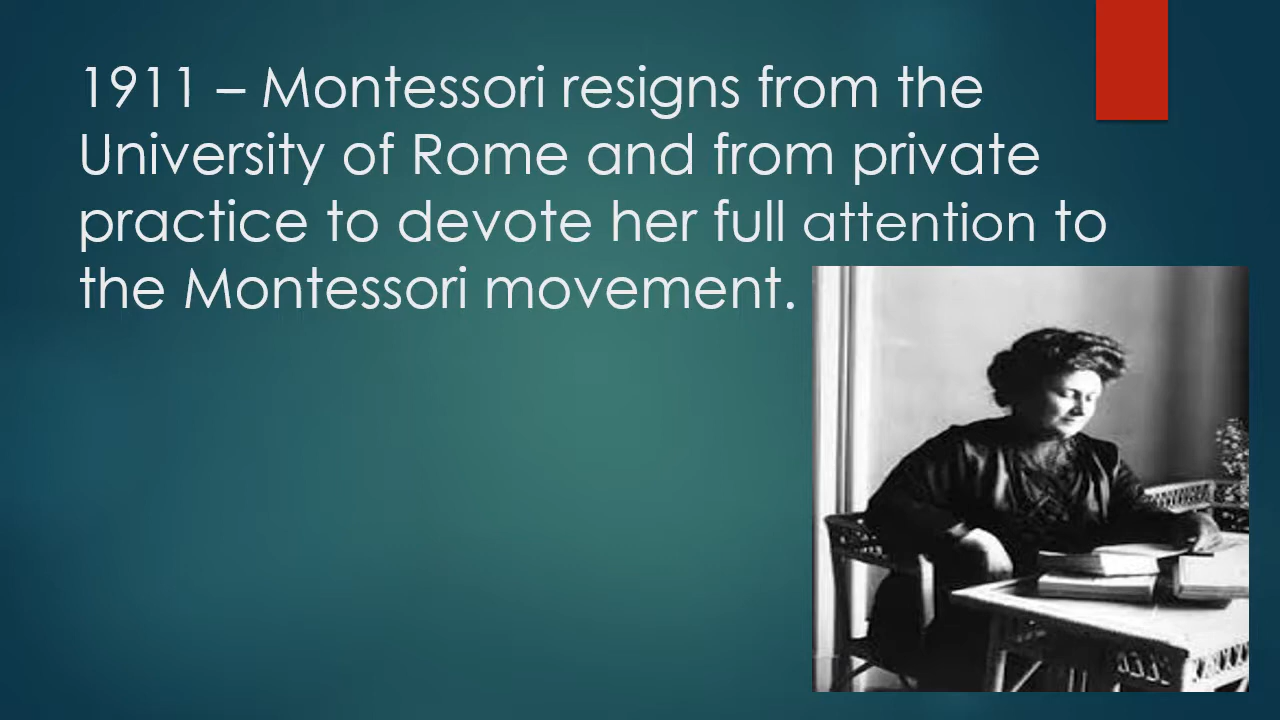 1911 – Montessori resigns from the
University of Rome and from private
practice to devote her full attention to
the Montessori movement.